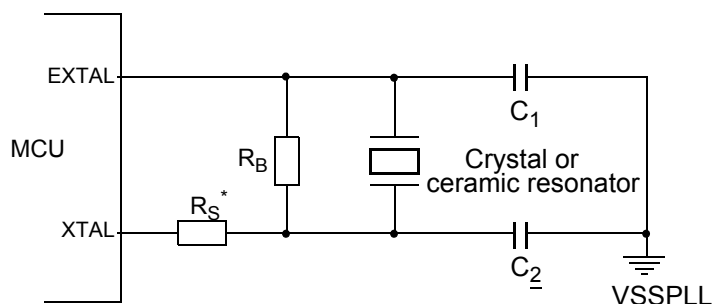 EXTAL
C1
MCU
RB
Crystal or
ceramic resonator
RS*
XTAL
C2
VSSPLL